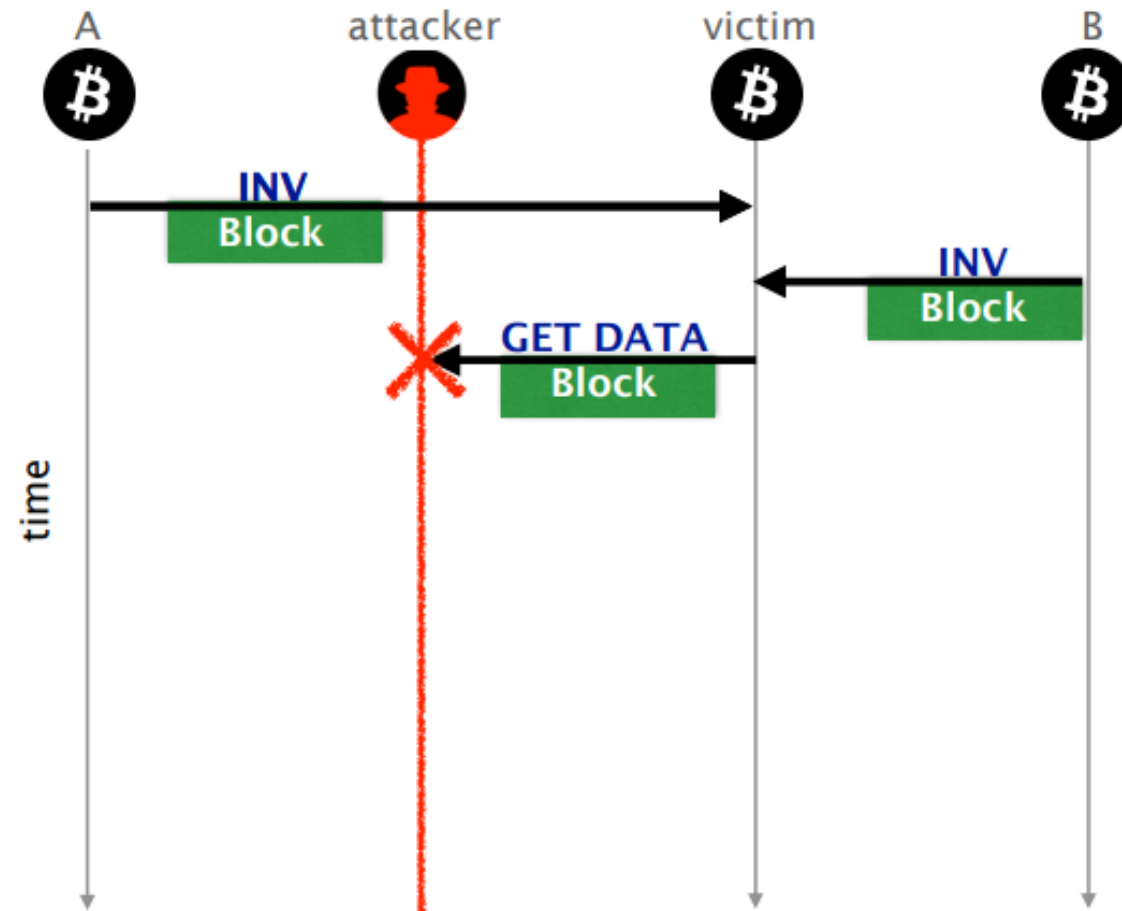 A
attacker
victim
B
INV
Block
INV
Block
GET DATA
Block
time